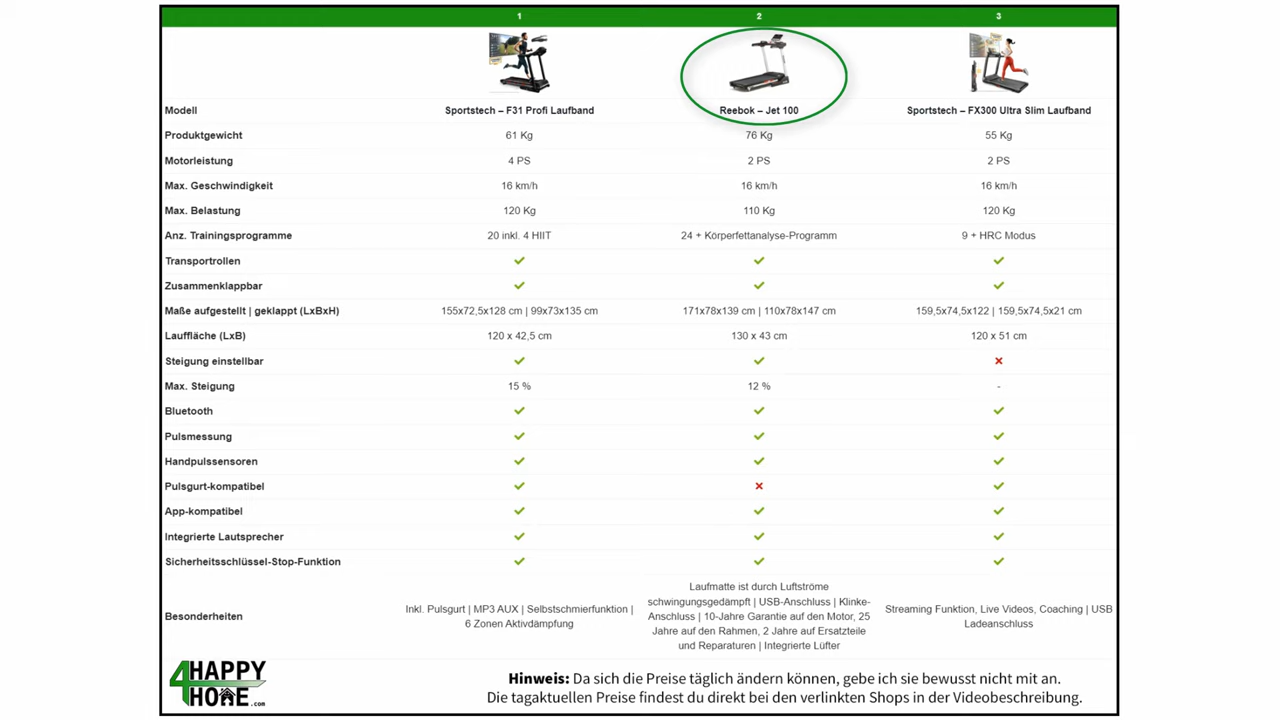 1 2 3
Modell Sportstech – F31 Profi Laufband Reebok – Jet 100 Sportstech – FX300 Ultra Slim Laufband
Produktgewicht 61 Kg 76 Kg 55 Kg
Motorleistung 4 PS 2 PS 2 PS
Max. Geschwindigkeit 16 km/h 16 km/h 16 km/h
Max. Belastung 120 Kg 110 Kg 120 Kg
Anz. Trainingsprogramme 20 inkl. 4 HIIT 24 + Körperfettanalyse-Programm 9 + HRC Modus
Transportrollen
Zusammenklappbar
Maße aufgestellt | geklappt (LxBxH) 155x72,5x128 cm | 99x73x135 cm 171x78x139 cm | 110x78x147 cm 159,5x74,5x122 | 159,5x74,5x21 cm
Lauffläche (LxB) 120 x 42,5 cm 130 x 43 cm 120 x 51 cm
Steigung einstellbar
Max. Steigung 15 % 12 % -
Bluetooth
Pulsmessung
Handpulssensoren
Pulsgurt-kompatibel
App-kompatibel
Integrierte Lautsprecher
Sicherheitsschlüssel-Stop-Funktion
Besonderheiten
Inkl. Pulsgurt | MP3 AUX | Selbstschmierfunktion |
6 Zonen Aktivdämpfung
Laufmatte ist durch Luftströme
schwingungsgedämpft | USB-Anschluss | Klinke-
Anschluss | 10-Jahre Garantie auf den Motor, 25
Jahre auf den Rahmen, 2 Jahre auf Ersatzteile
und Reparaturen | Integrierte Lüfter
Streaming Funktion, Live Videos, Coaching | USB
Ladeanschluss
4HAPPY
HOME.com
Hinweis: Da sich die Preise täglich ändern können, gebe ich sie bewusst nicht mit an.
Die tagaktuellen Preise findest du direkt bei den verlinkten Shops in der Videobeschreibung.